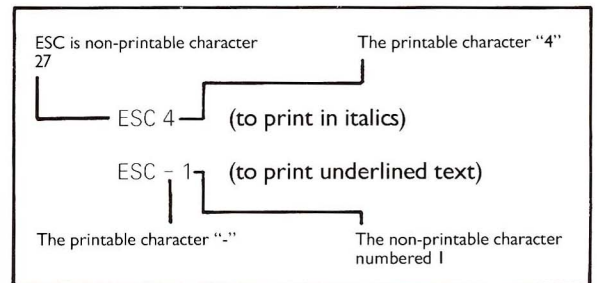 ESC is non-printable character
27
The printable character “4”
ESC 4
(to print in italics)
ESC - 1
(to print underlined text)
The printable character “-”
The non-printable character
numbered 1